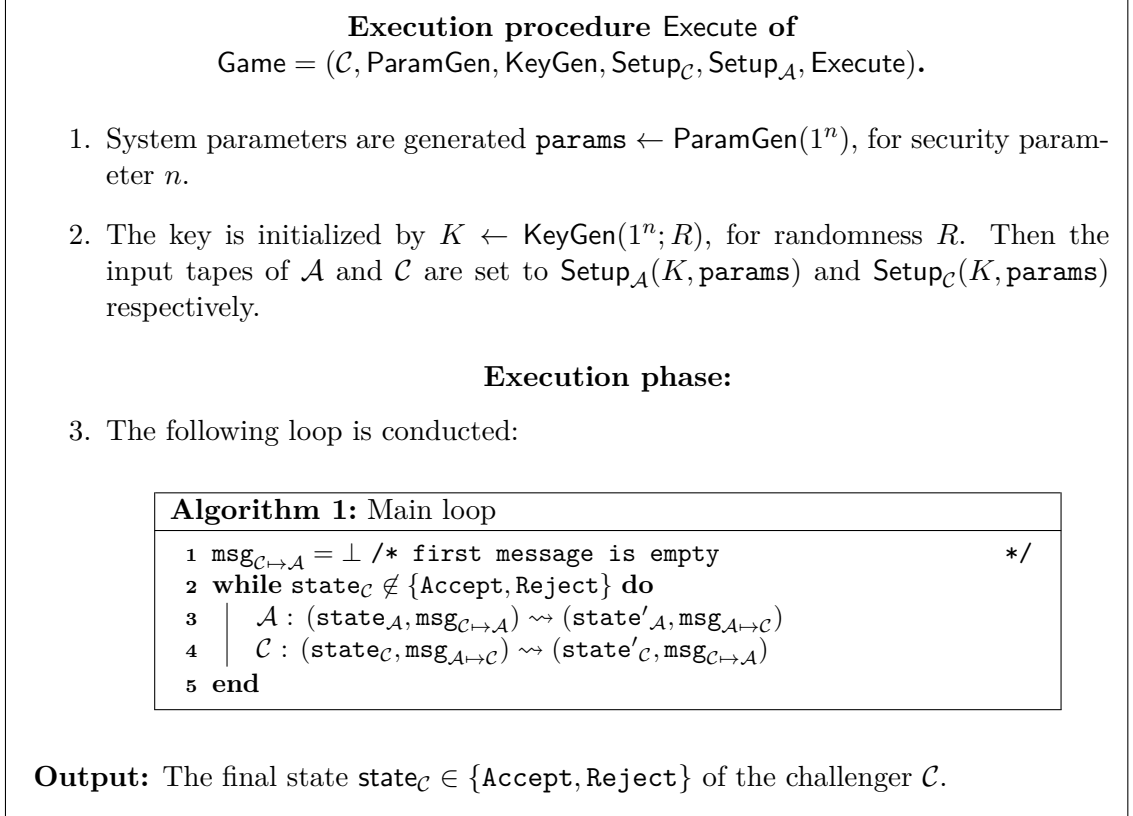 Execution procedure Execute of
Game = (𝒞, ParamGen, KeyGen, Setup_𝒞, Setup_𝒜, Execute).
1. System parameters are generated params ← ParamGen(1ⁿ), for security param-
eter n.
2. The key is initialized by K ← KeyGen(1ⁿ; R), for randomness R. Then the
input tapes of 𝒜 and 𝒞 are set to Setup_𝒜(K, params) and Setup_𝒞(K, params)
respectively.
Execution phase:
3. The following loop is conducted:
Algorithm 1: Main loop
1 msg_{𝒞↦𝒜} = ⊥ /* first message is empty */
2 while state_𝒞 ∉ {Accept, Reject} do
3 𝒜 : (state_𝒜, msg_{𝒞↦𝒜}) ⇝ (state'_𝒜, msg_{𝒜↦𝒞})
4 𝒞 : (state_𝒞, msg_{𝒜↦𝒞}) ⇝ (state'_𝒞, msg_{𝒞↦𝒜})
5 end
Output: The final state state_𝒞 ∈ {Accept, Reject} of the challenger 𝒞.